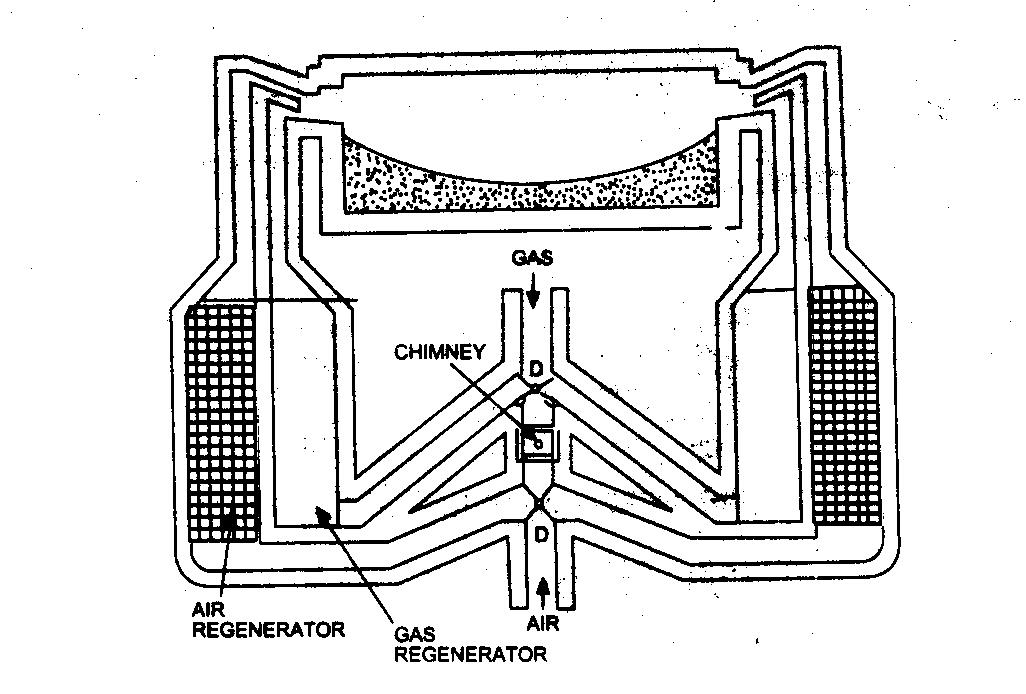 GAS
CHIMNEY
D
D
AIR
AIR
REGENERATOR
GAS
REGENERATOR